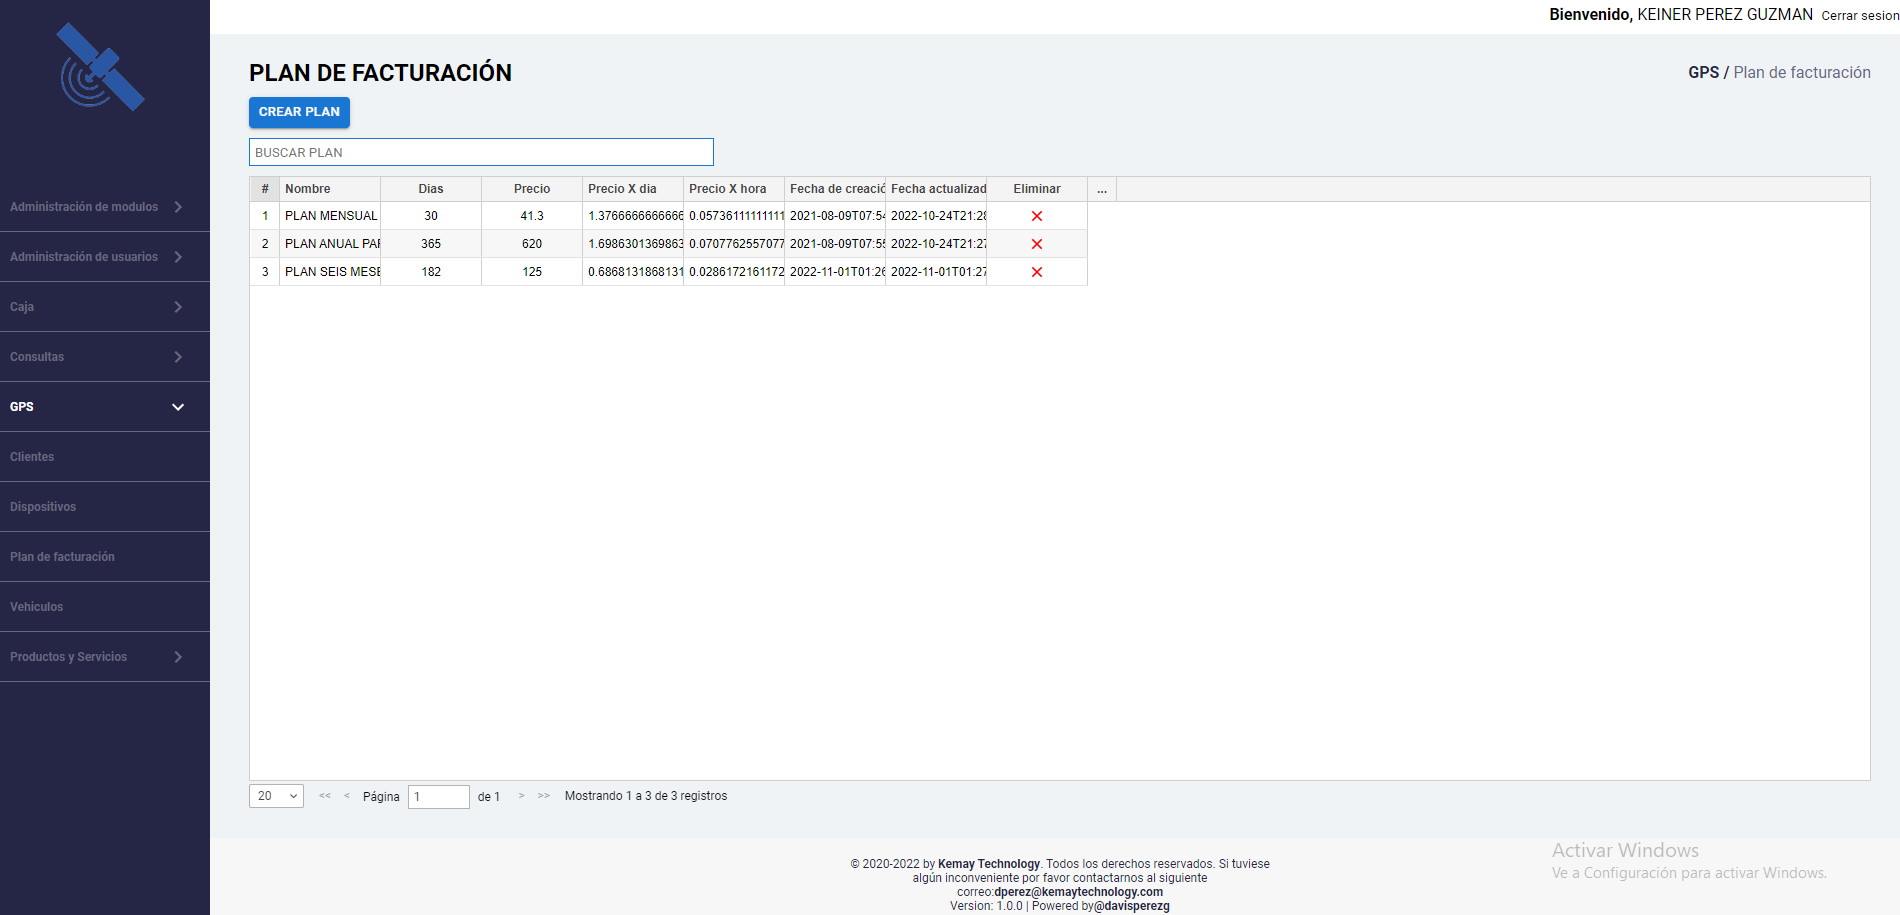 Bienvenido, KEINER PEREZ GUZMAN Cerrar sesion
PLAN DE FACTURACIÓN
GPS / Plan de facturación
CREAR PLAN
BUSCAR PLAN
Administración de modulos
Administración de usuarios
Caja
Consultas
GPS
Clientes
Dispositivos
Plan de facturación
Vehiculos
Productos y Servicios
# Nombre Dias Precio Precio X dia Precio X hora Fecha de creació Fecha actualizad Eliminar ...
1 PLAN MENSUAL 30 41.3 1.3766666666666 0.05736111111111 2021-08-09T07:54 2022-10-24T21:28
2 PLAN ANUAL PAR 365 620 1.6986301369863 0.0707762557077 2021-08-09T07:55 2022-10-24T21:27
3 PLAN SEIS MESE 182 125 0.6868131868131 0.0286172161172 2022-11-01T01:26 2022-11-01T01:27
20 << < Página 1 de 1 > >> Mostrando 1 a 3 de 3 registros
© 2020-2022 by Kemay Technology. Todos los derechos reservados. Si tuviese
algún inconveniente por favor contactarnos al siguiente
correo:dperez@kemaytechnology.com
Version: 1.0.0 | Powered by@davisperezg
Activar Windows
Ve a Configuración para activar Windows.